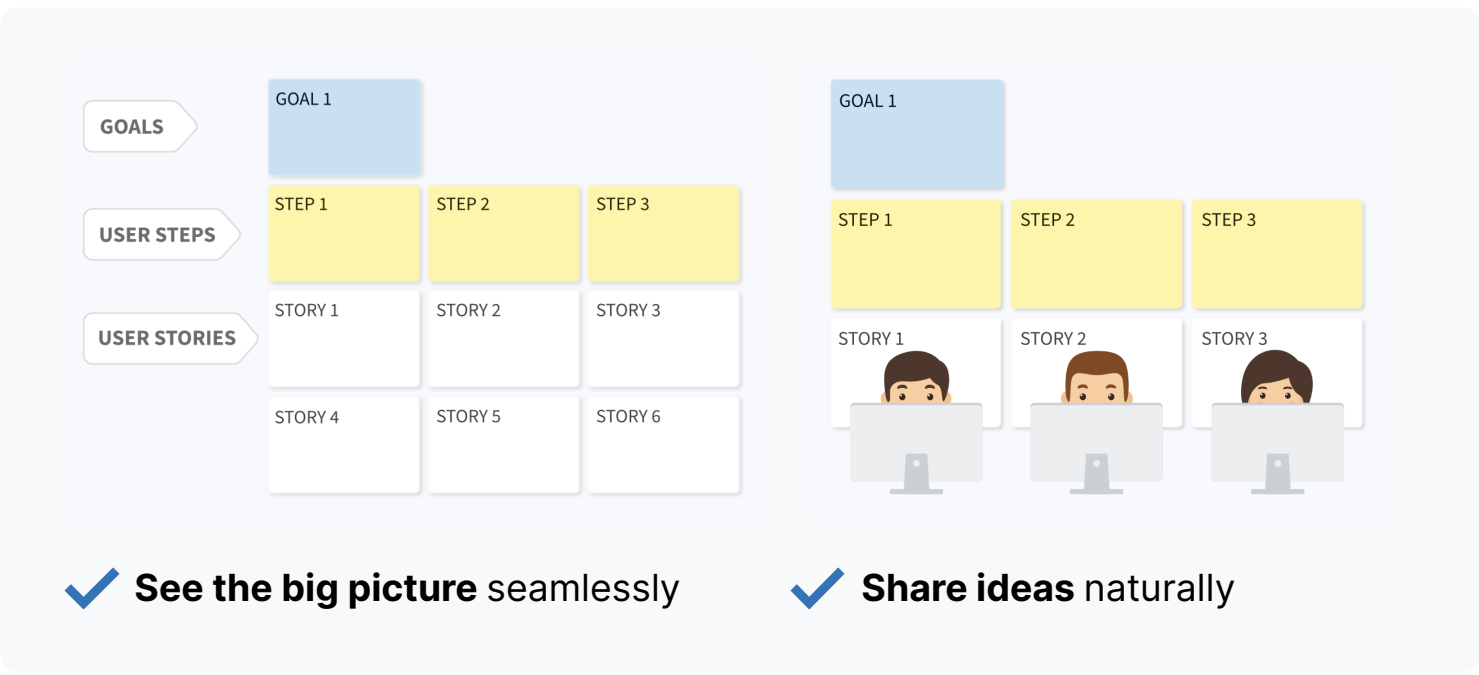 GOALS
GOAL 1
USER STEPS
STEP 1 STEP 2 STEP 3
USER STORIES
STORY 1 STORY 2 STORY 3
STORY 4 STORY 5 STORY 6
See the big picture seamlessly
GOAL 1
STEP 1 STEP 2 STEP 3
STORY 1 STORY 2 STORY 3
Share ideas naturally